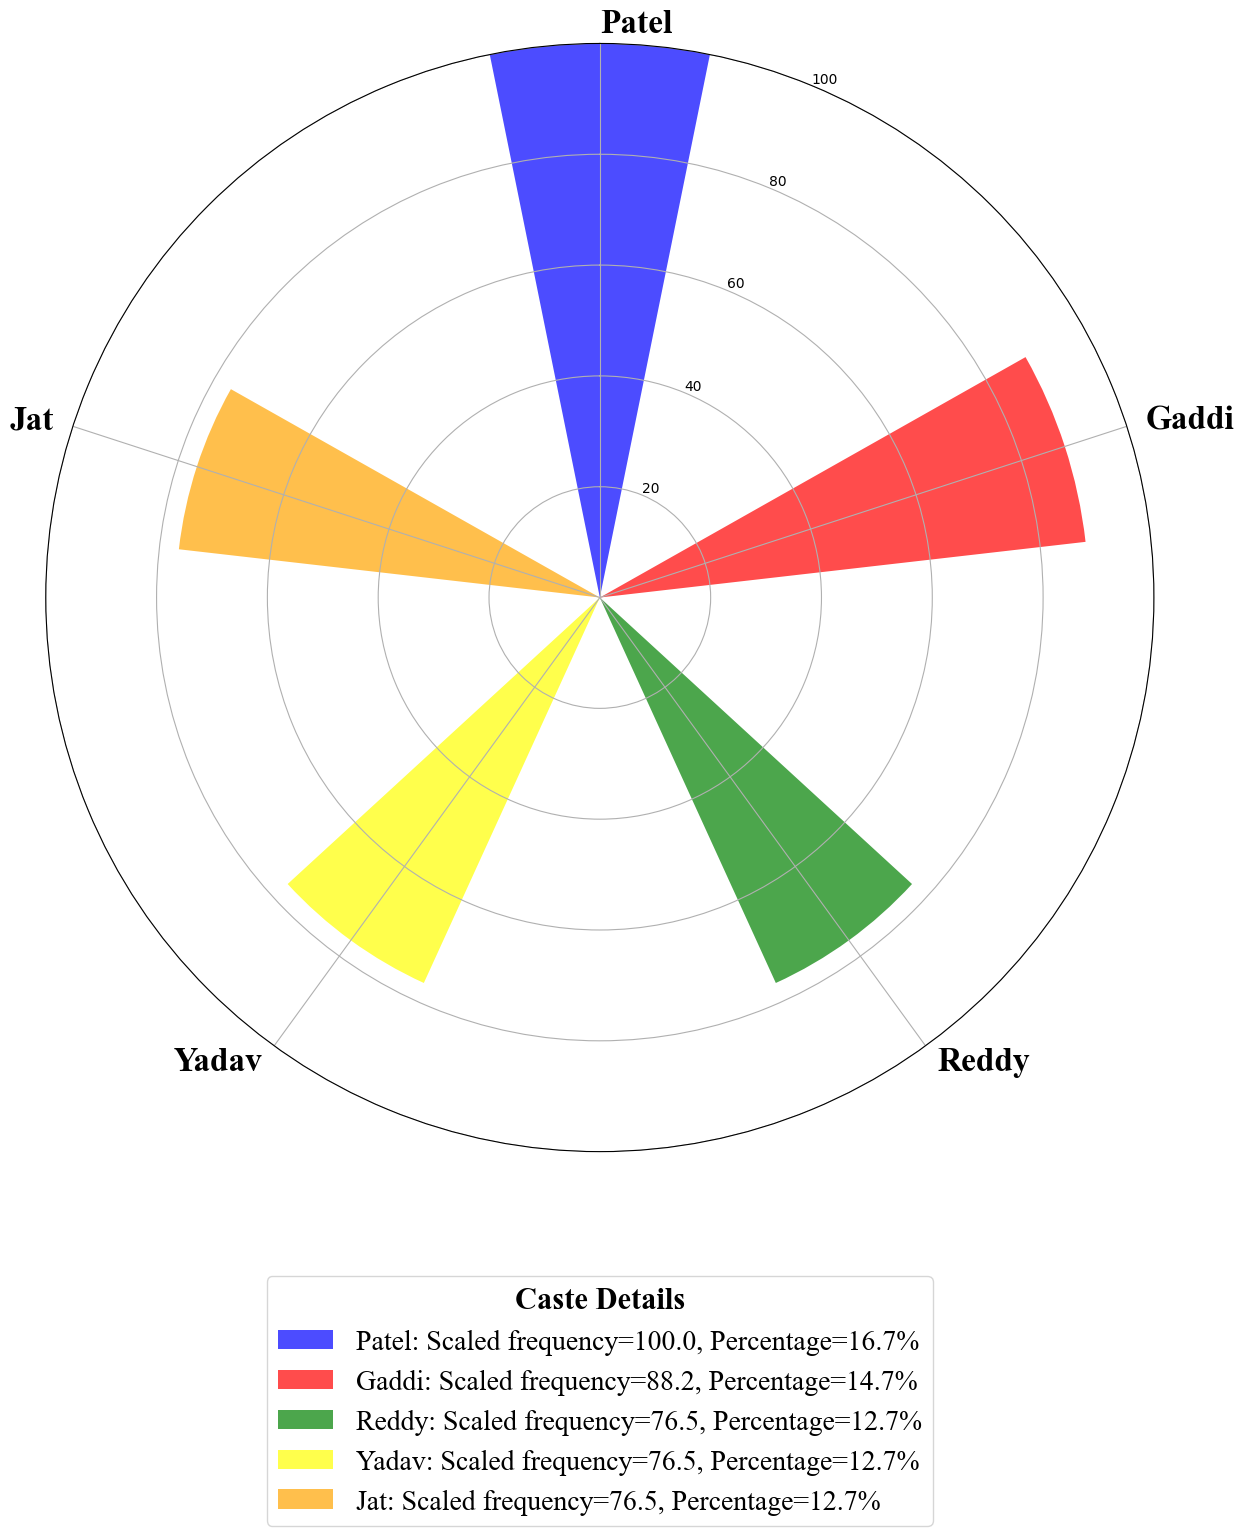 Patel
100
80
60
40
20
Jat
Gaddi
Yadav
Reddy
Caste Details
Patel: Scaled frequency=100.0, Percentage=16.7%
Gaddi: Scaled frequency=88.2, Percentage=14.7%
Reddy: Scaled frequency=76.5, Percentage=12.7%
Yadav: Scaled frequency=76.5, Percentage=12.7%
Jat: Scaled frequency=76.5, Percentage=12.7%